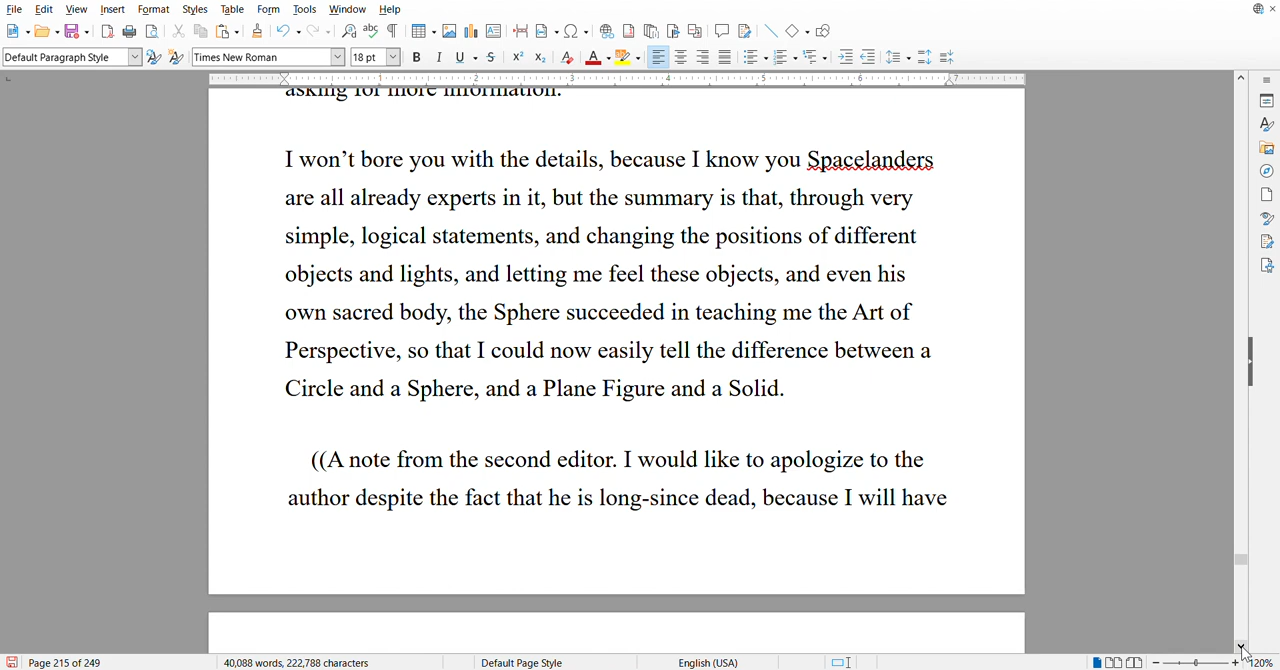 File Edit View Insert Format Styles Table Form Tools Window Help
Default Paragraph Style Times New Roman 18 pt
asking for more information.
I won’t bore you with the details, because I know you Spacelanders
are all already experts in it, but the summary is that, through very
simple, logical statements, and changing the positions of different
objects and lights, and letting me feel these objects, and even his
own sacred body, the Sphere succeeded in teaching me the Art of
Perspective, so that I could now easily tell the difference between a
Circle and a Sphere, and a Plane Figure and a Solid.
((A note from the second editor. I would like to apologize to the
author despite the fact that he is long-since dead, because I will have
Page 215 of 249 40,088 words, 222,788 characters Default Page Style English (USA) 120%